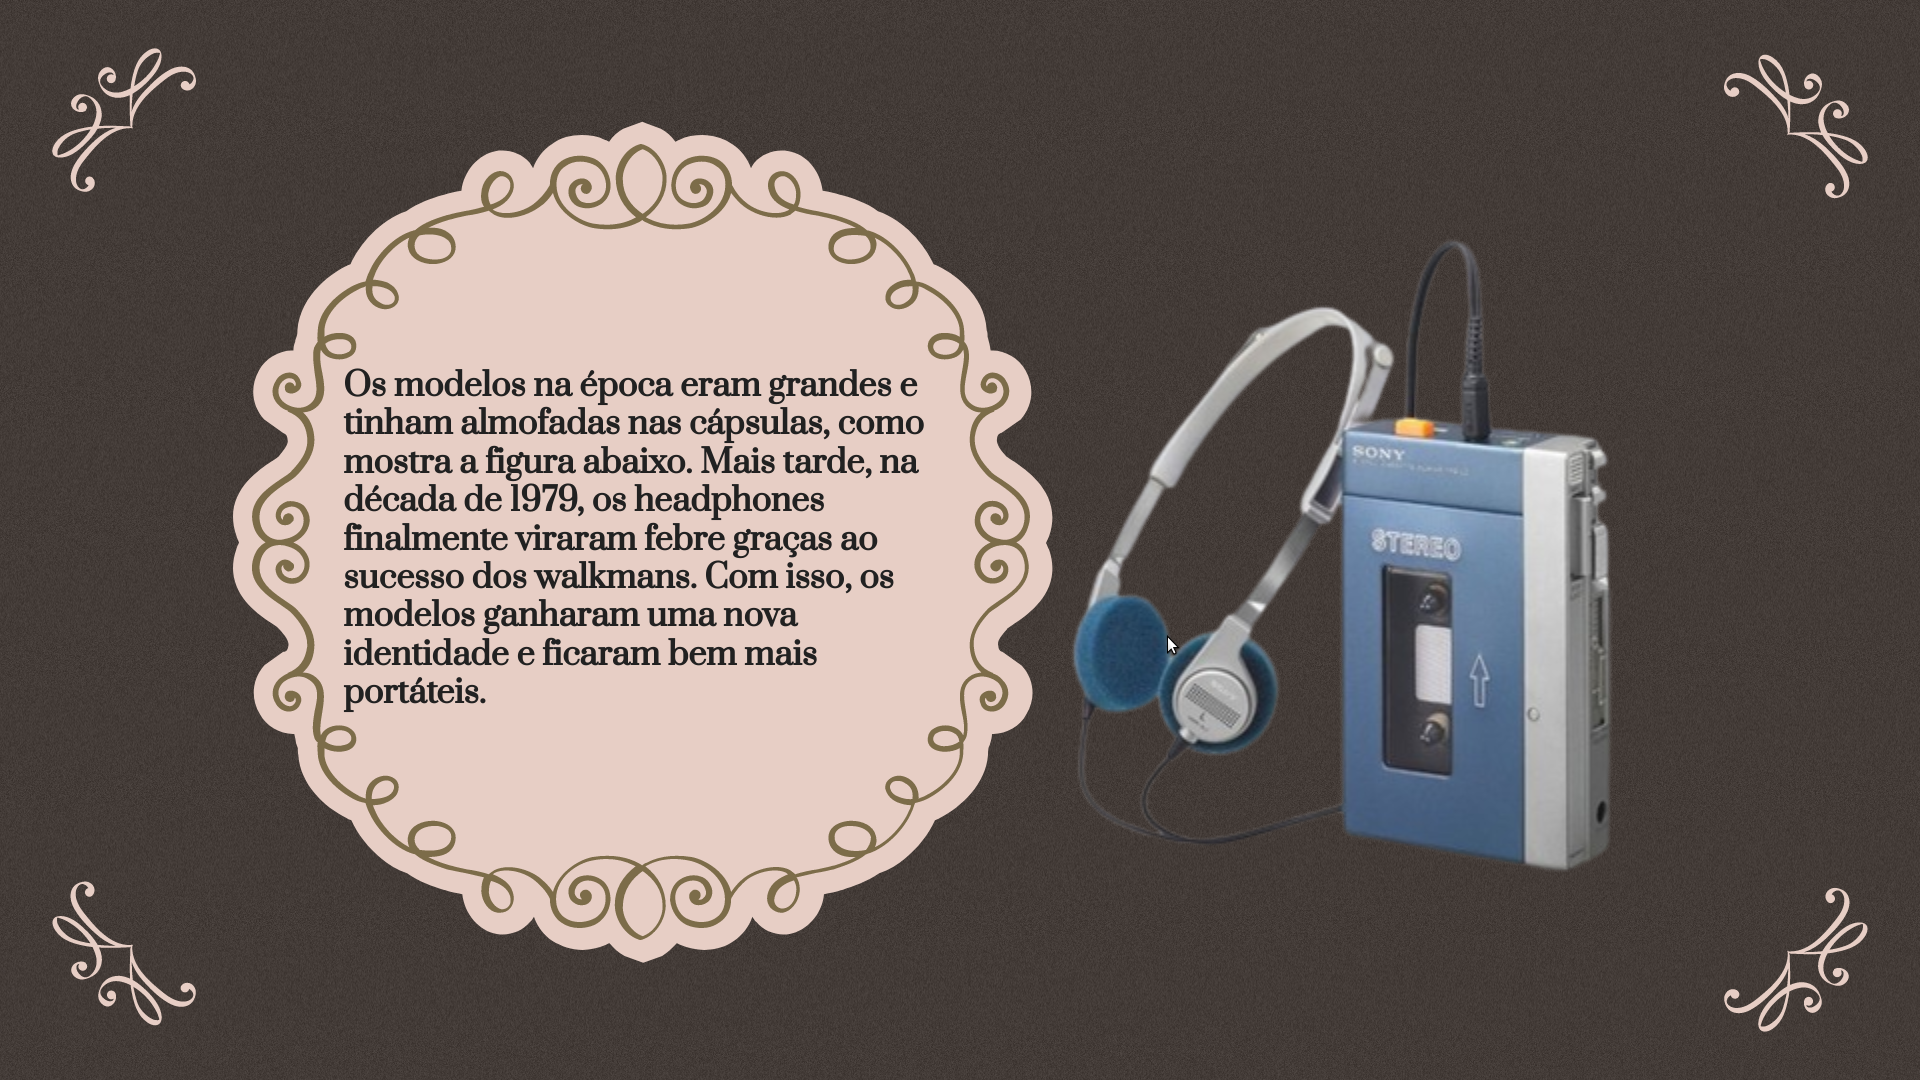 Os modelos na época eram grandes e
tinham almofadas nas cápsulas, como
mostra a figura abaixo. Mais tarde, na
década de 1979, os headphones
finalmente viraram febre graças ao
sucesso dos walkmans. Com isso, os
modelos ganharam uma nova
identidade e ficaram bem mais
portáteis.
SONY
STEREO
L